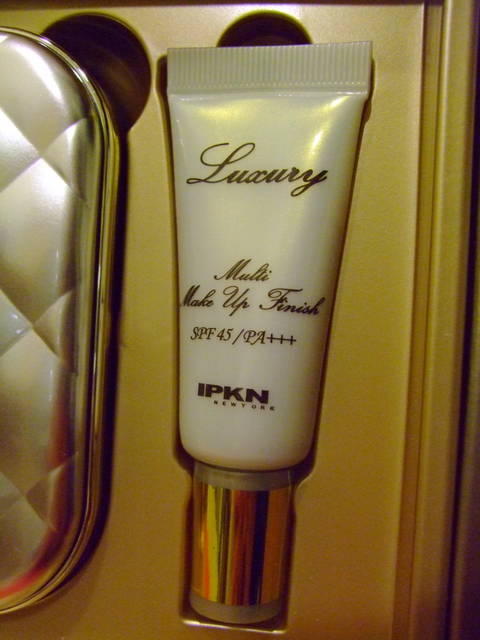 Luxury
Multi
Make Up Finish
SPF 45/PA+++
IPKN
NEW YORK